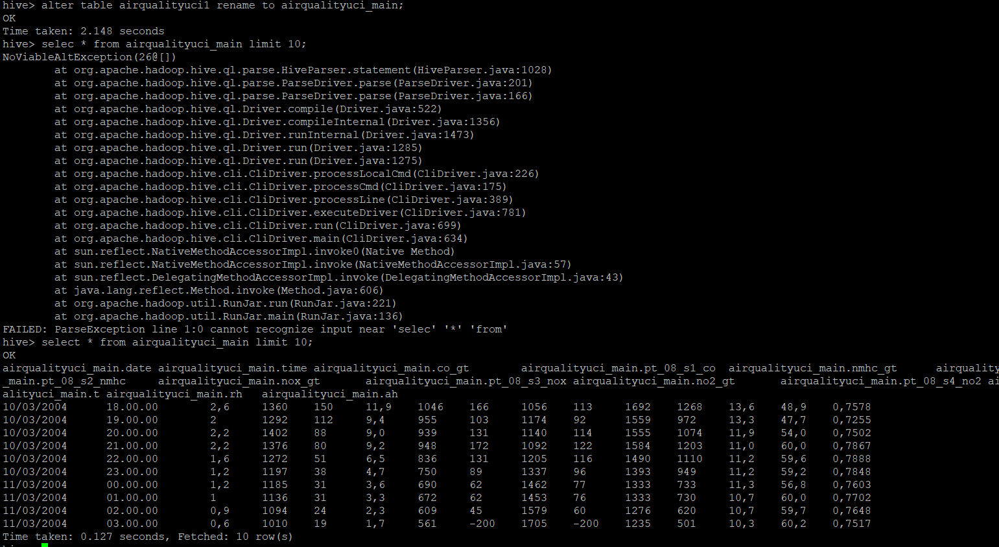 hive> alter table airqualityuci1 rename to airqualityuci_main;
OK
Time taken: 2.148 seconds
hive> selec * from airqualityuci_main limit 10;
NoViableAltException(26@[])
at org.apache.hadoop.hive.ql.parse.HiveParser.statement(HiveParser.java:1028)
at org.apache.hadoop.hive.ql.parse.ParseDriver.parse(ParseDriver.java:201)
at org.apache.hadoop.hive.ql.parse.ParseDriver.parse(ParseDriver.java:166)
at org.apache.hadoop.hive.ql.Driver.compile(Driver.java:522)
at org.apache.hadoop.hive.ql.Driver.compileInternal(Driver.java:1356)
at org.apache.hadoop.hive.ql.Driver.runInternal(Driver.java:1473)
at org.apache.hadoop.hive.ql.Driver.run(Driver.java:1285)
at org.apache.hadoop.hive.ql.Driver.run(Driver.java:1275)
at org.apache.hadoop.hive.cli.CliDriver.processLocalCmd(CliDriver.java:226)
at org.apache.hadoop.hive.cli.CliDriver.processCmd(CliDriver.java:175)
at org.apache.hadoop.hive.cli.CliDriver.processLine(CliDriver.java:389)
at org.apache.hadoop.hive.cli.CliDriver.executeDriver(CliDriver.java:781)
at org.apache.hadoop.hive.cli.CliDriver.run(CliDriver.java:699)
at org.apache.hadoop.hive.cli.CliDriver.main(CliDriver.java:634)
at sun.reflect.NativeMethodAccessorImpl.invoke0(Native Method)
at sun.reflect.NativeMethodAccessorImpl.invoke(NativeMethodAccessorImpl.java:57)
at sun.reflect.DelegatingMethodAccessorImpl.invoke(DelegatingMethodAccessorImpl.java:43)
at java.lang.reflect.Method.invoke(Method.java:606)
at org.apache.hadoop.util.RunJar.run(RunJar.java:221)
at org.apache.hadoop.util.RunJar.main(RunJar.java:136)
FAILED: ParseException line 1:0 cannot recognize input near 'selec' '*' 'from'
hive> select * from airqualityuci_main limit 10;
OK
airqualityuci_main.date airqualityuci_main.time airqualityuci_main.co_gt airqualityuci_main.pt_08_s1_co airqualityuci_main.nmhc_gt airqualityuci
_main.pt_08_s2_nmhc airqualityuci_main.nox_gt airqualityuci_main.pt_08_s3_nox airqualityuci_main.no2_gt airqualityuci_main.pt_08_s4_no2 ai
alityuci_main.t airqualityuci_main.rh airqualityuci_main.ah
10/03/2004 18.00.00 2,6 1360 150 11,9 1046 166 1056 113 1692 1268 13,6 48,9 0,7578
10/03/2004 19.00.00 2 1292 112 9,4 955 103 1174 92 1559 972 13,3 47,7 0,7255
10/03/2004 20.00.00 2,2 1402 88 9,0 939 131 1140 114 1555 1074 11,9 54,0 0,7502
10/03/2004 21.00.00 2,2 1376 80 9,2 948 172 1092 122 1584 1203 11,0 60,0 0,7867
10/03/2004 22.00.00 1,6 1272 51 6,5 836 131 1205 116 1490 1110 11,2 59,6 0,7888
10/03/2004 23.00.00 1,2 1197 38 4,7 750 89 1337 96 1393 949 11,2 59,2 0,7848
11/03/2004 00.00.00 1,2 1185 31 3,6 690 62 1462 77 1333 733 11,3 56,8 0,7603
11/03/2004 01.00.00 1 1136 31 3,3 672 62 1453 76 1333 730 10,7 60,0 0,7702
11/03/2004 02.00.00 0,9 1094 24 2,3 609 45 1579 60 1276 620 10,7 59,7 0,7648
11/03/2004 03.00.00 0,6 1010 19 1,7 561 -200 1705 -200 1235 501 10,3 60,2 0,7517
Time taken: 0.127 seconds, Fetched: 10 row(s)